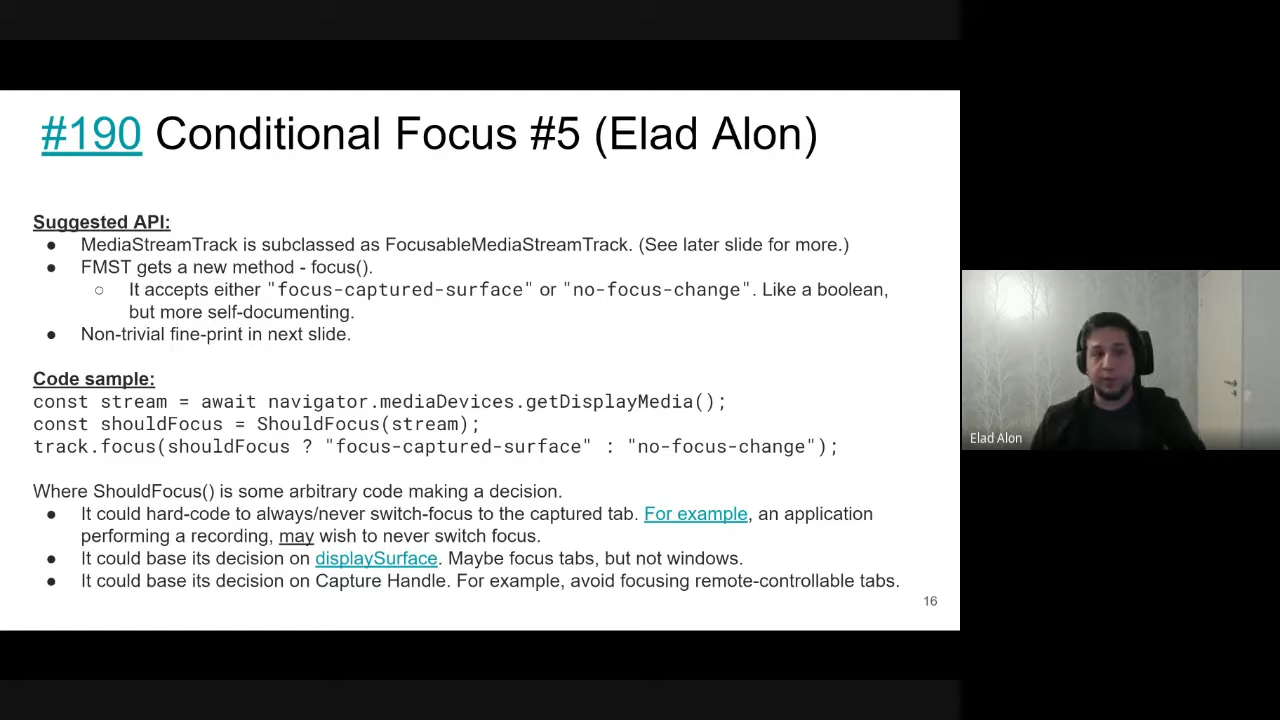 #190 Conditional Focus #5 (Elad Alon)
Suggested API:
● MediaStreamTrack is subclassed as FocusableMediaStreamTrack. (See later slide for more.)
● FMST gets a new method - focus().
○ It accepts either "focus-captured-surface" or "no-focus-change". Like a boolean,
but more self-documenting.
● Non-trivial fine-print in next slide.
Code sample:
const stream = await navigator.mediaDevices.getDisplayMedia();
const shouldFocus = ShouldFocus(stream);
track.focus(shouldFocus ? "focus-captured-surface" : "no-focus-change");
Where ShouldFocus() is some arbitrary code making a decision.
● It could hard-code to always/never switch-focus to the captured tab. For example, an application
performing a recording, may wish to never switch focus.
● It could base its decision on displaySurface. Maybe focus tabs, but not windows.
● It could base its decision on Capture Handle. For example, avoid focusing remote-controllable tabs.
16
Elad Alon